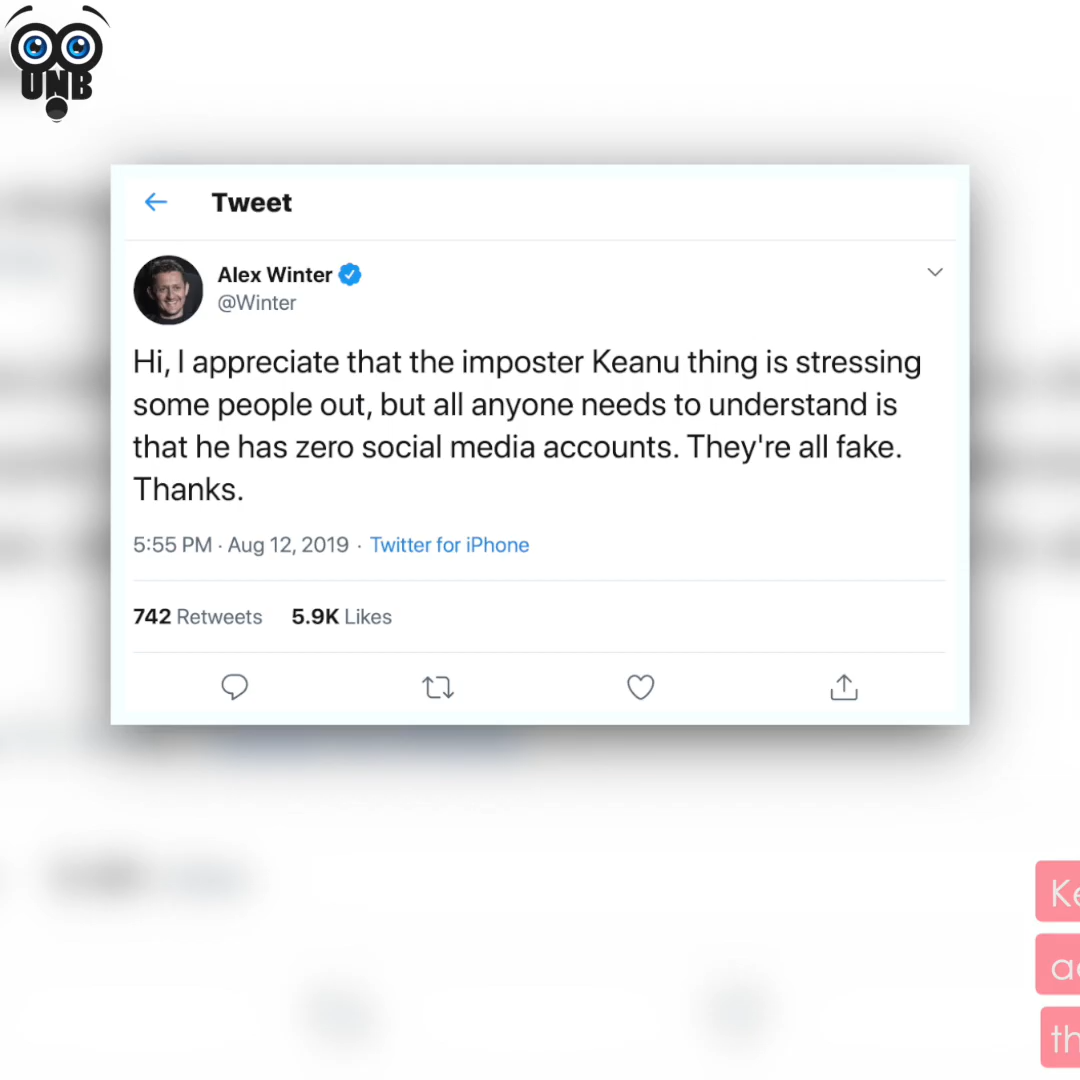 UNB
Tweet
Alex Winter
@Winter
Hi, I appreciate that the imposter Keanu thing is stressing
some people out, but all anyone needs to understand is
that he has zero social media accounts. They're all fake.
Thanks.
5:55 PM · Aug 12, 2019 · Twitter for iPhone
742 Retweets 5.9K Likes